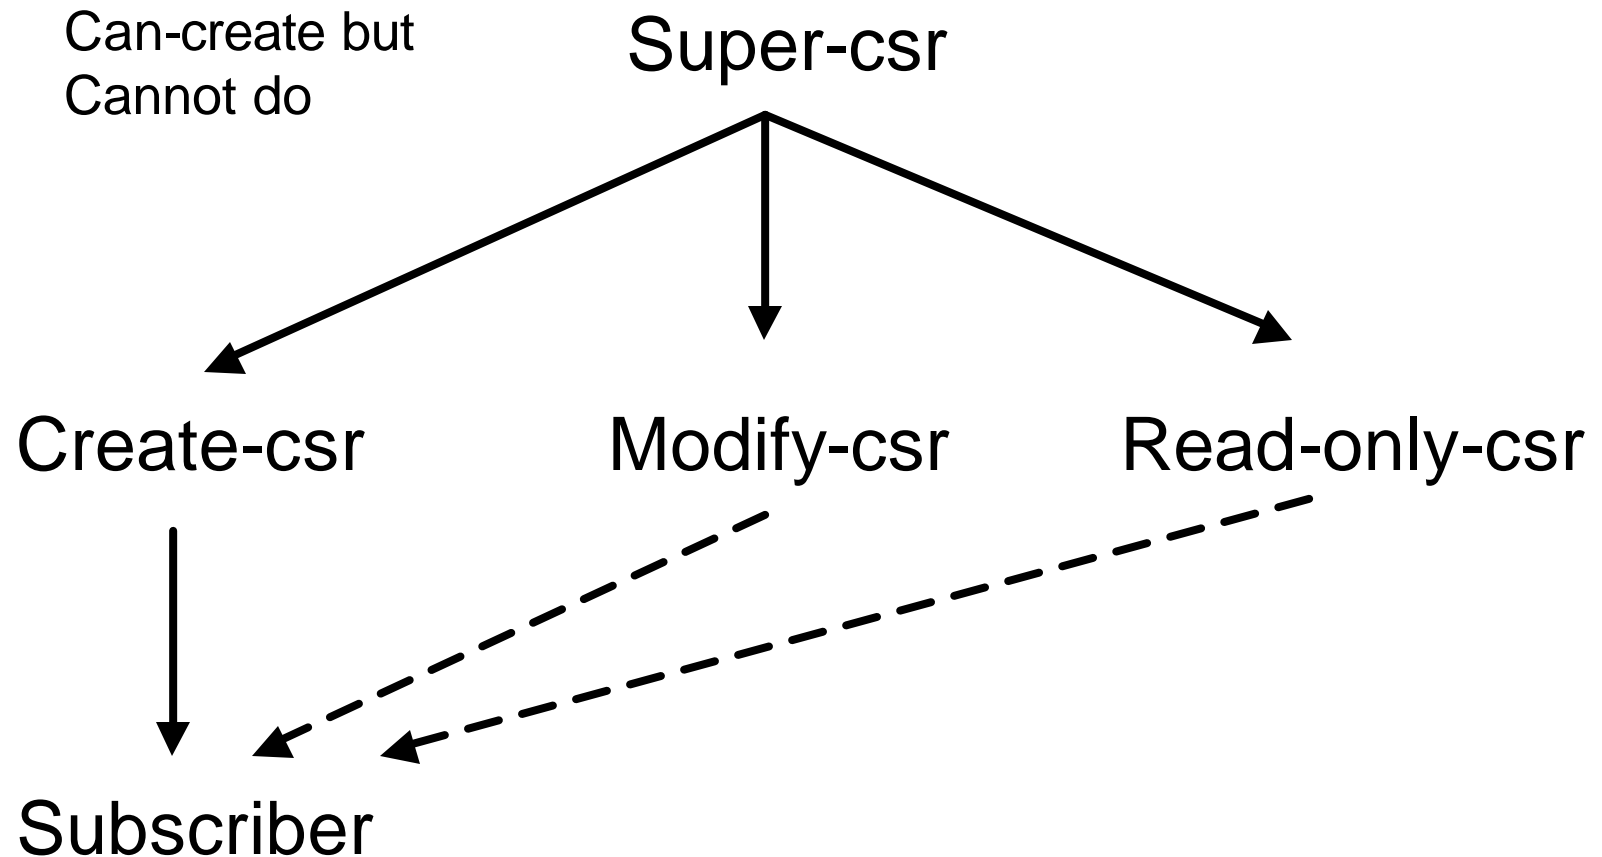 Can-create but
Cannot do
Super-csr
Create-csr
Modify-csr
Read-only-csr
Subscriber